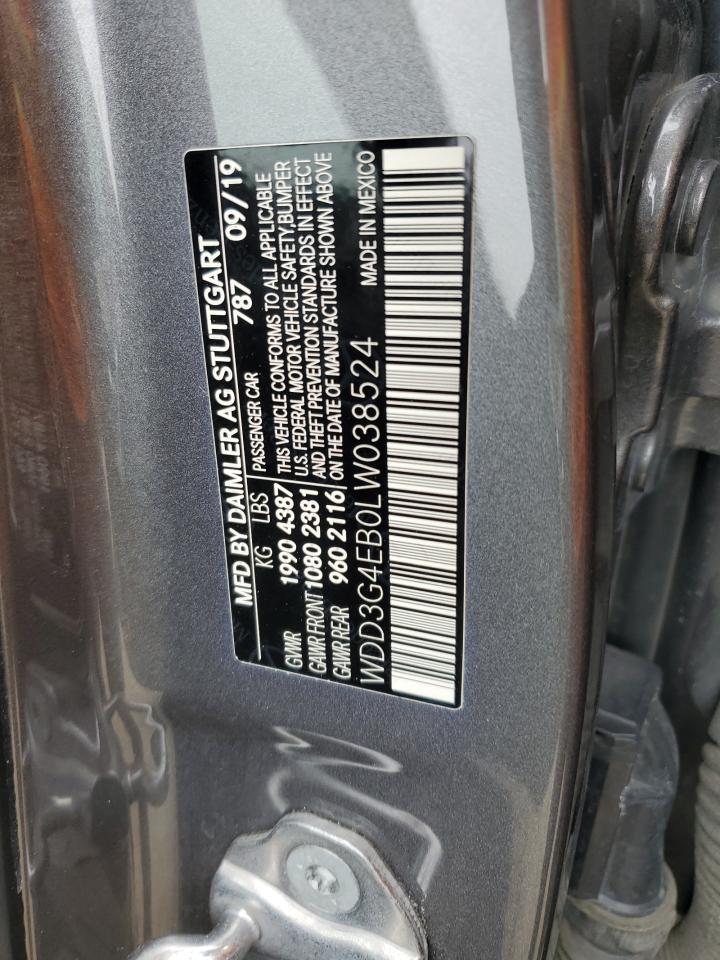 MFD BY DAIMLER AG STUTTGART
787 09/19
KG LBS PASSENGER CAR
GVWR 1990 4387 THIS VEHICLE CONFORMS TO ALL APPLICABLE
GAWR FRONT 1080 2381 U.S. FEDERAL MOTOR VEHICLE SAFETY, BUMPER
AND THEFT PREVENTION STANDARDS IN EFFECT
GAWR REAR 960 2116 ON THE DATE OF MANUFACTURE SHOWN ABOVE
WDD3G4EB0LW038524 MADE IN MEXICO